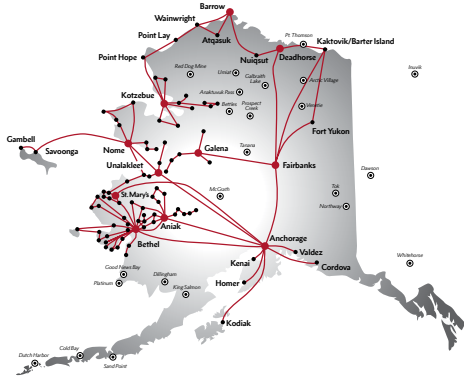 Barrow
Wainwright
Pt Thomson
Point Lay
Atqasuk
Kaktovik/Barter Island
Nuiqsut
Deadhorse
Point Hope
Red Dog Mine
Umiat
Galbraith
Lake
Inuvik
Arctic Village
Anaktuvuk Pass
Kotzebue
Bettles
Prospect
Creek
Venetie
Fort Yukon
Gambell
Savoonga
Nome
Galena
Tanana
Unalakleet
Fairbanks
Dawson
St. Mary's
McGrath
Tok
Northway
Aniak
Bethel
Anchorage
Valdez
Kenai
Cordova
Whitehorse
Good News Bay
Platinum
Dillingham
King Salmon
Homer
Kodiak
Cold Bay
Dutch Harbor
Sand Point